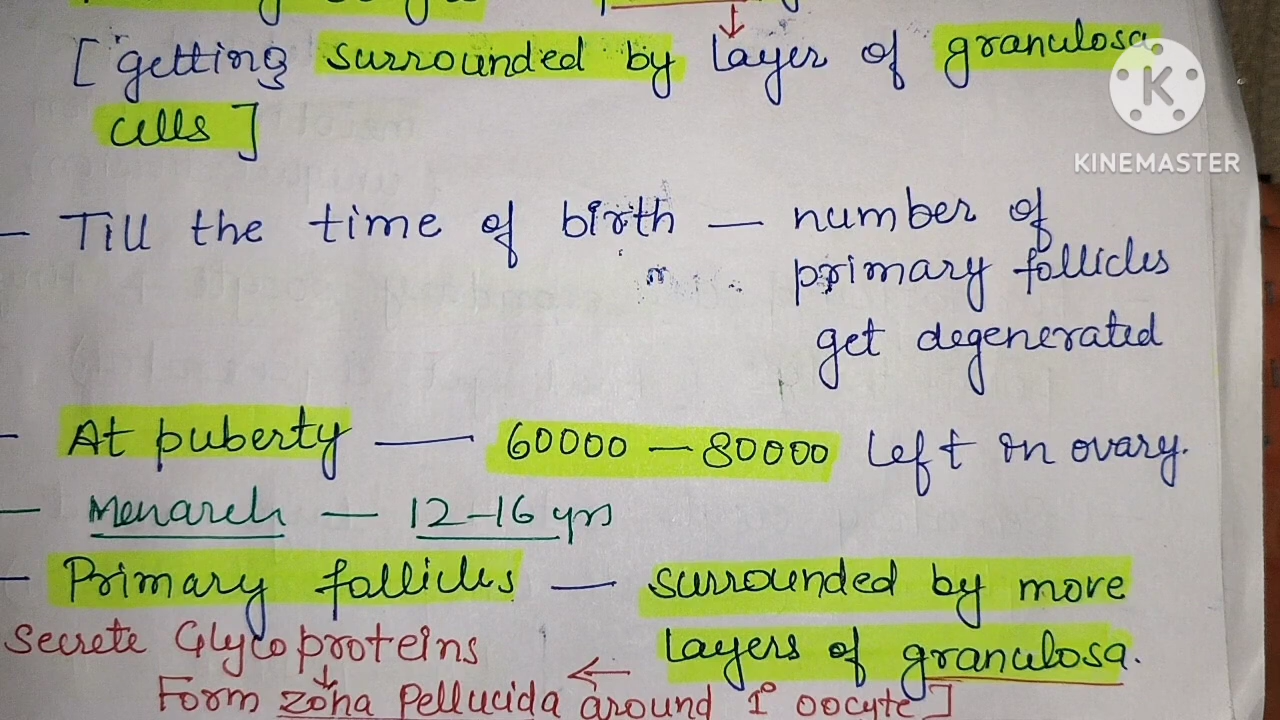 [ getting surrounded by layer of granulosa
cells ]
K
KINEMASTER
- Till the time of birth — number of
primary follicles
get degenerated
- At puberty — 60000 – 80000 left in ovary.
- Menarch — 12-16 yrs
- Primary follicles — surrounded by more
layers of granulosa.
Secrete Glycoproteins ←
↓
Form zona Pellucida around 1° oocyte ]